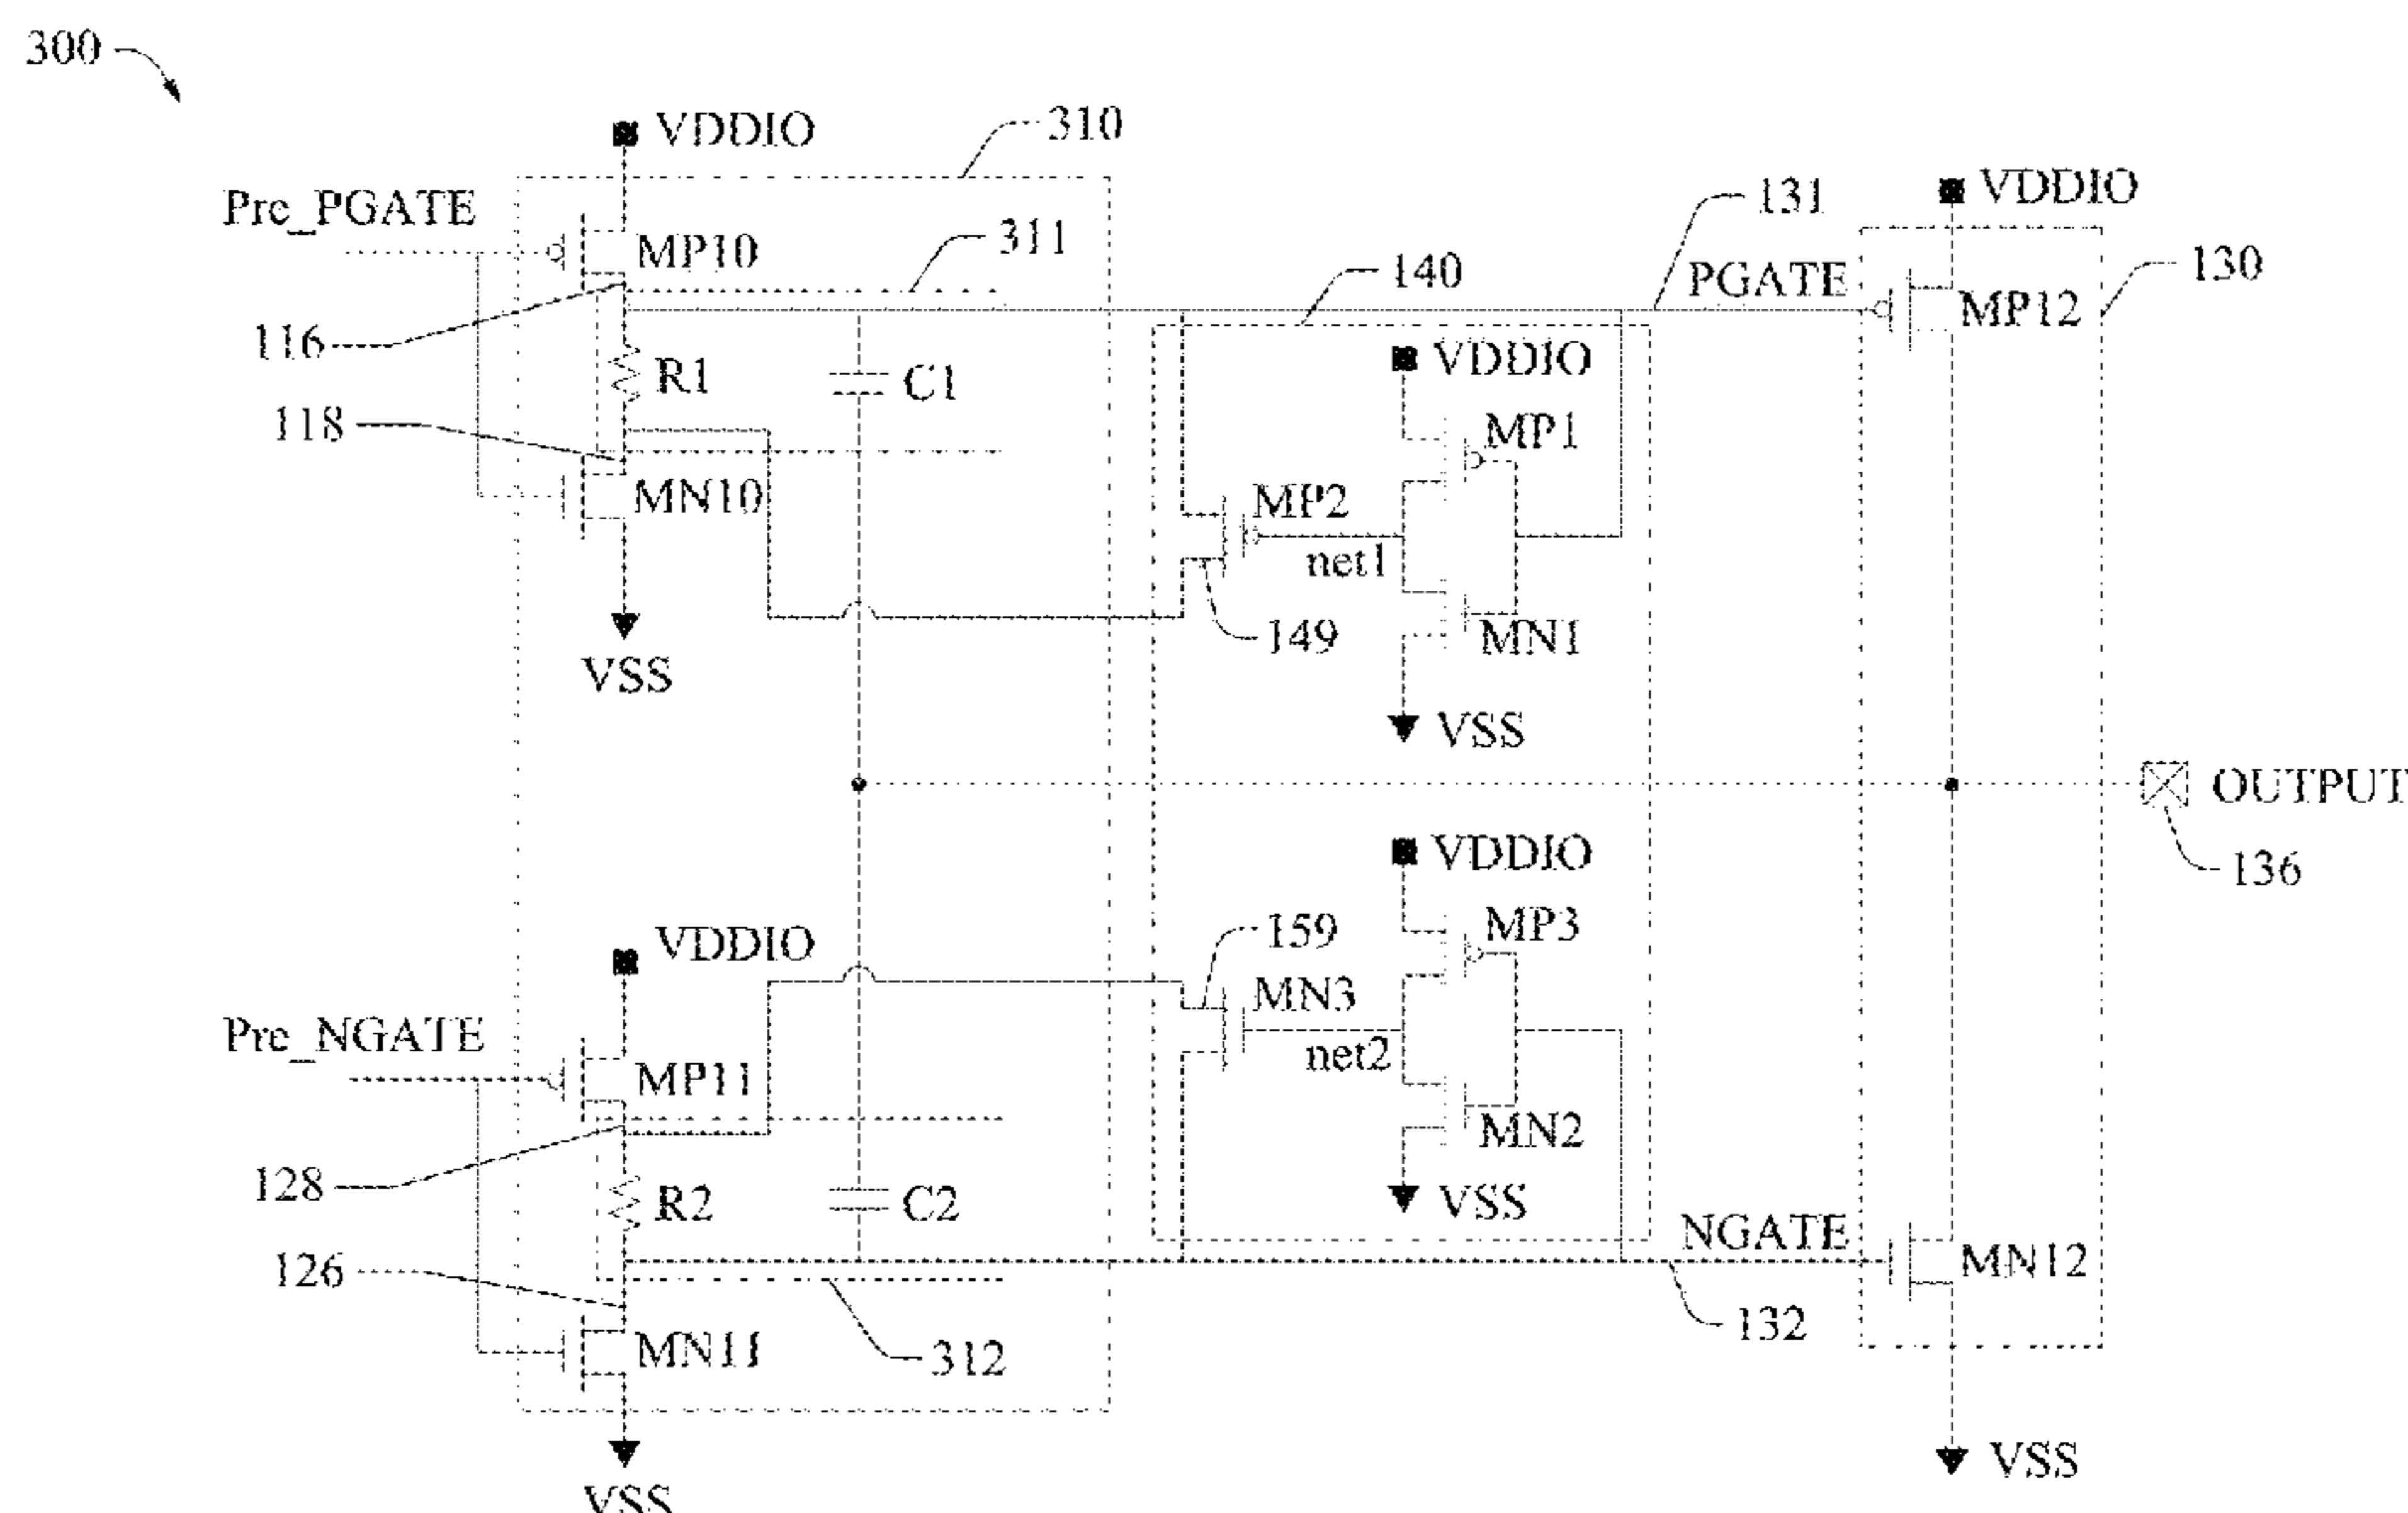 300
VDDIO
310
Pre_PGATE
MP10
311
131
VDDIO
140
PGATE
130
MP12
116
R1
C1
VDDIO
118
MP1
MN10
MP2
net1
149
MN1
VSS
VSS
OUTPUT
136
VDDIO
VDDIO
159
MP3
MN3
Pre_NGATE
net2
MP11
MN2
128
R2
C2
VSS
NGATE
126
MN12
132
MN11
312
VSS
VSS